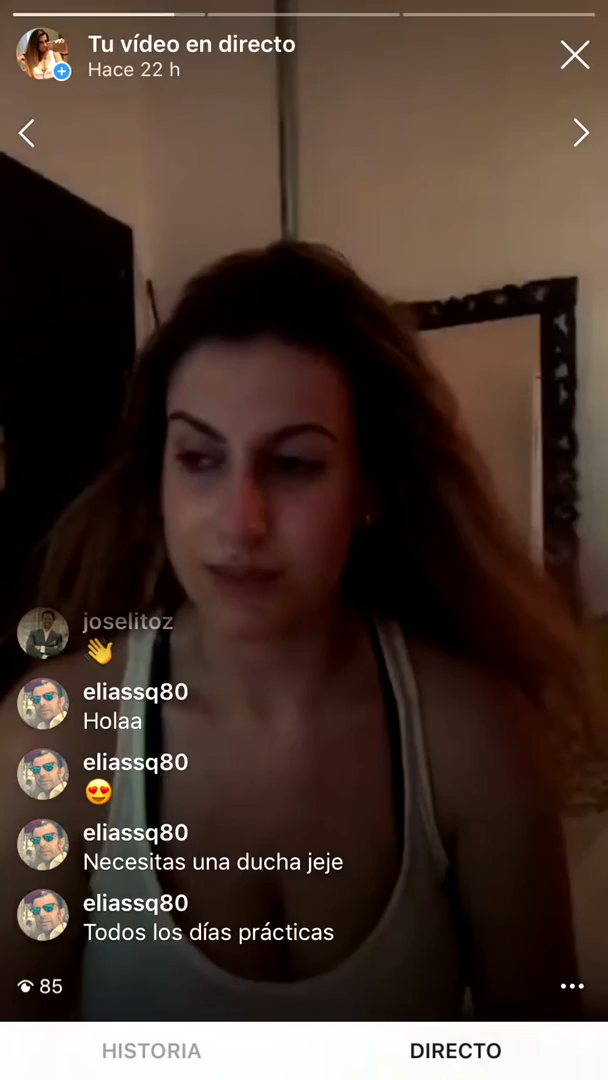 Tu vídeo en directo
Hace 22 h
joselitoz
👋
eliassq80
Holaa
eliassq80
😍
eliassq80
Necesitas una ducha jeje
eliassq80
Todos los días prácticas
85
HISTORIA
DIRECTO